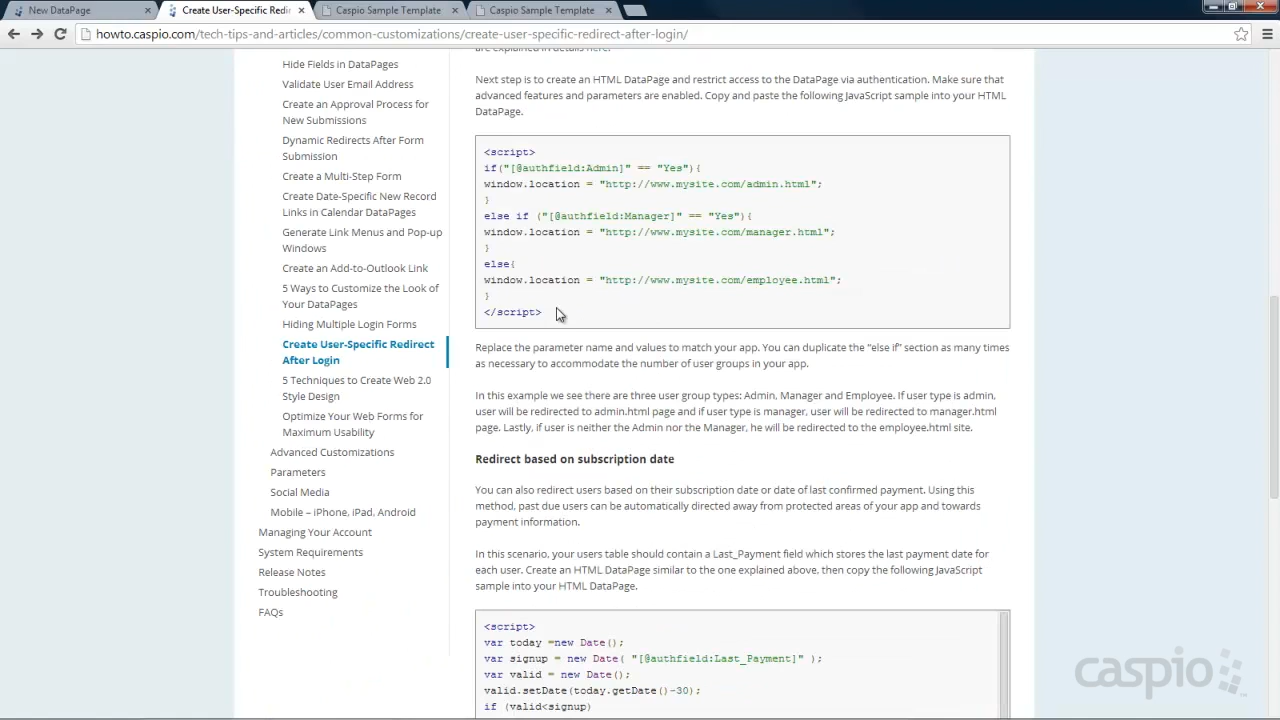 New DataPage
Create User-Specific Redir
Caspio Sample Template
Caspio Sample Template
howto.caspio.com/tech-tips-and-articles/common-customizations/create-user-specific-redirect-after-login/
Hide Fields in DataPages
Validate User Email Address
Create an Approval Process for
New Submissions
Dynamic Redirects After Form
Submission
Create a Multi-Step Form
Create Date-Specific New Record
Links in Calendar DataPages
Generate Link Menus and Pop-up
Windows
Create an Add-to-Outlook Link
5 Ways to Customize the Look of
Your DataPages
Hiding Multiple Login Forms
Create User-Specific Redirect
After Login
5 Techniques to Create Web 2.0
Style Design
Optimize Your Web Forms for
Maximum Usability
Advanced Customizations
Parameters
Social Media
Mobile – iPhone, iPad, Android
Managing Your Account
System Requirements
Release Notes
Troubleshooting
FAQs
are explained in details here.
Next step is to create an HTML DataPage and restrict access to the DataPage via authentication. Make sure that
advanced features and parameters are enabled. Copy and paste the following JavaScript sample into your HTML
DataPage.
<script>
if("[@authfield:Admin]" == "Yes"){
window.location = "http://www.mysite.com/admin.html";
}
else if ("[@authfield:Manager]" == "Yes"){
window.location = "http://www.mysite.com/manager.html";
}
else{
window.location = "http://www.mysite.com/employee.html";
}
</script>
Replace the parameter name and values to match your app. You can duplicate the “else if” section as many times
as necessary to accommodate the number of user groups in your app.
In this example we see there are three user group types: Admin, Manager and Employee. If user type is admin,
user will be redirected to admin.html page and if user type is manager, user will be redirected to manager.html
page. Lastly, if user is neither the Admin nor the Manager, he will be redirected to the employee.html site.
Redirect based on subscription date
You can also redirect users based on their subscription date or date of last confirmed payment. Using this
method, past due users can be automatically directed away from protected areas of your app and towards
payment information.
In this scenario, your users table should contain a Last_Payment field which stores the last payment date for
each user. Create an HTML DataPage similar to the one explained above, then copy the following JavaScript
sample into your HTML DataPage.
<script>
var today =new Date();
var signup = new Date( "[@authfield:Last_Payment]" );
var valid = new Date();
valid.setDate(today.getDate()-30);
if (valid<signup)
caspio